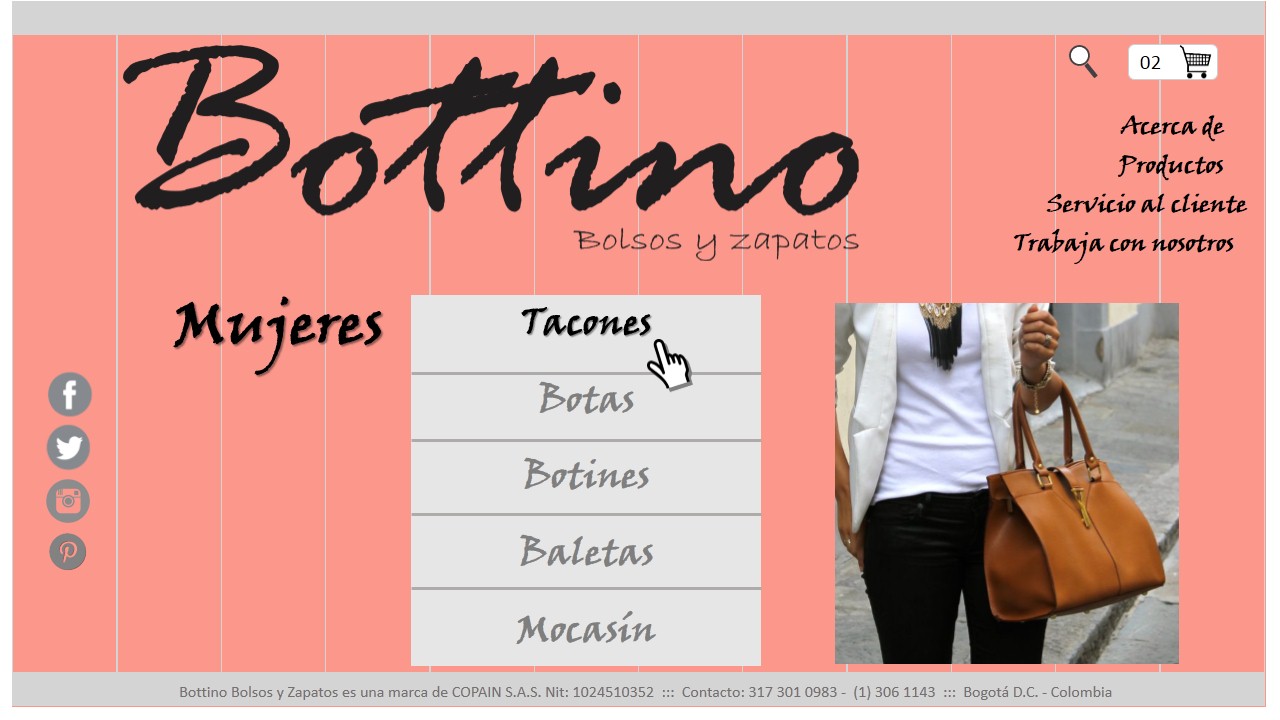 Bottino
Bolsos y zapatos
02
Acerca de
Productos
Servicio al cliente
Trabaja con nosotros
Mujeres
Tacones
Botas
Botines
Baletas
Mocasín
Bottino Bolsos y Zapatos es una marca de COPAIN S.A.S. Nit: 1024510352 ::: Contacto: 317 301 0983 - (1) 306 1143 ::: Bogotá D.C. - Colombia